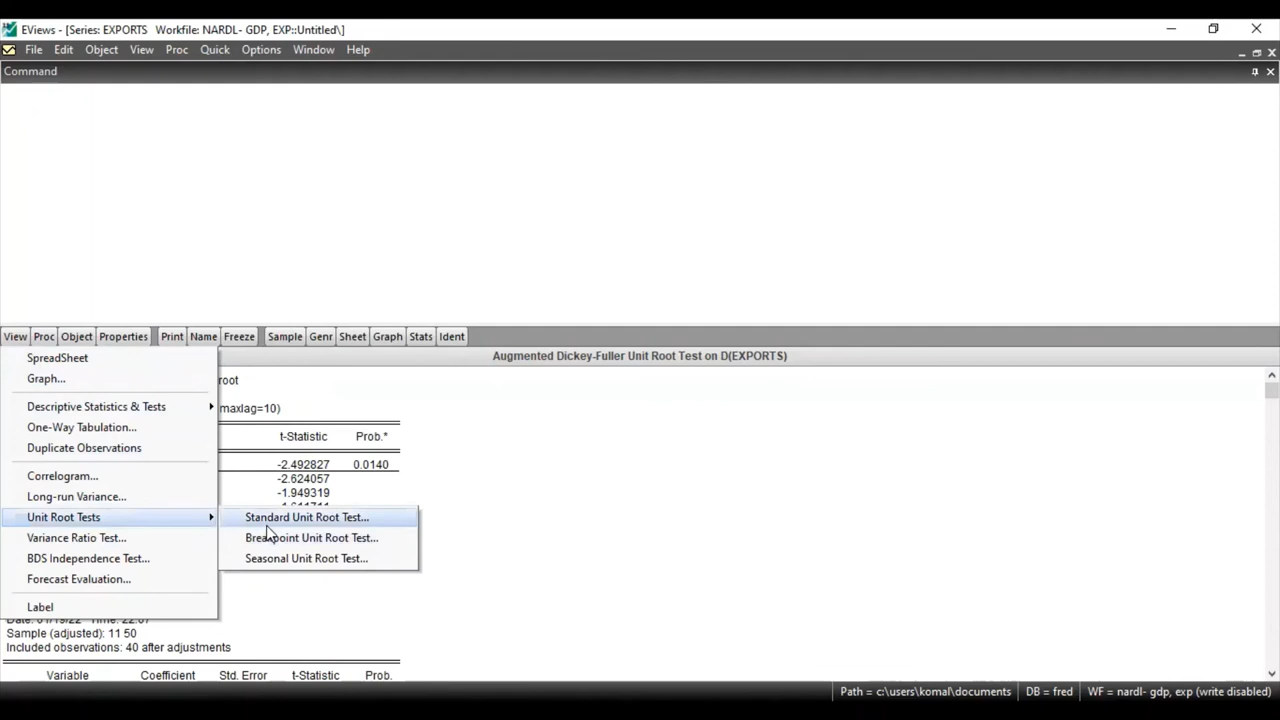 EViews - [Series: EXPORTS Workfile: NARDL- GDP, EXP::Untitled\]
File Edit Object View Proc Quick Options Window Help
Command
View Proc Object Properties Print Name Freeze Sample Genr Sheet Graph Stats Ident
Augmented Dickey-Fuller Unit Root Test on D(EXPORTS)
SpreadSheet
Graph...
Descriptive Statistics & Tests
One-Way Tabulation...
Duplicate Observations
Correlogram...
Long-run Variance...
Unit Root Tests
Variance Ratio Test...
BDS Independence Test...
Forecast Evaluation...
Label
Standard Unit Root Test...
Breakpoint Unit Root Test...
Seasonal Unit Root Test...
root
maxlag=10)
t-Statistic Prob.*
-2.492827 0.0140
-2.624057
-1.949319
Sample (adjusted): 11 50
Included observations: 40 after adjustments
Variable Coefficient Std. Error t-Statistic Prob.
Path = c:\users\komal\documents DB = fred WF = nardl- gdp, exp (write disabled)